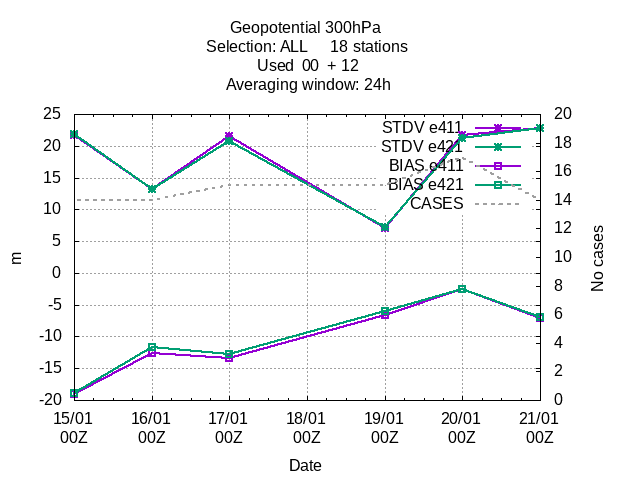 Geopotential 300hPa
Selection: ALL     18 stations
Used  00  + 12
Averaging window: 24h
25
20
15
10
5
0
-5
-10
-15
-20
m
20
18
16
14
12
10
8
6
4
2
0
No cases
STDV e411
STDV e421
BIAS e411
BIAS e421
CASES
15/01 16/01 17/01 18/01 19/01 20/01 21/01
00Z 00Z 00Z 00Z 00Z 00Z 00Z
Date